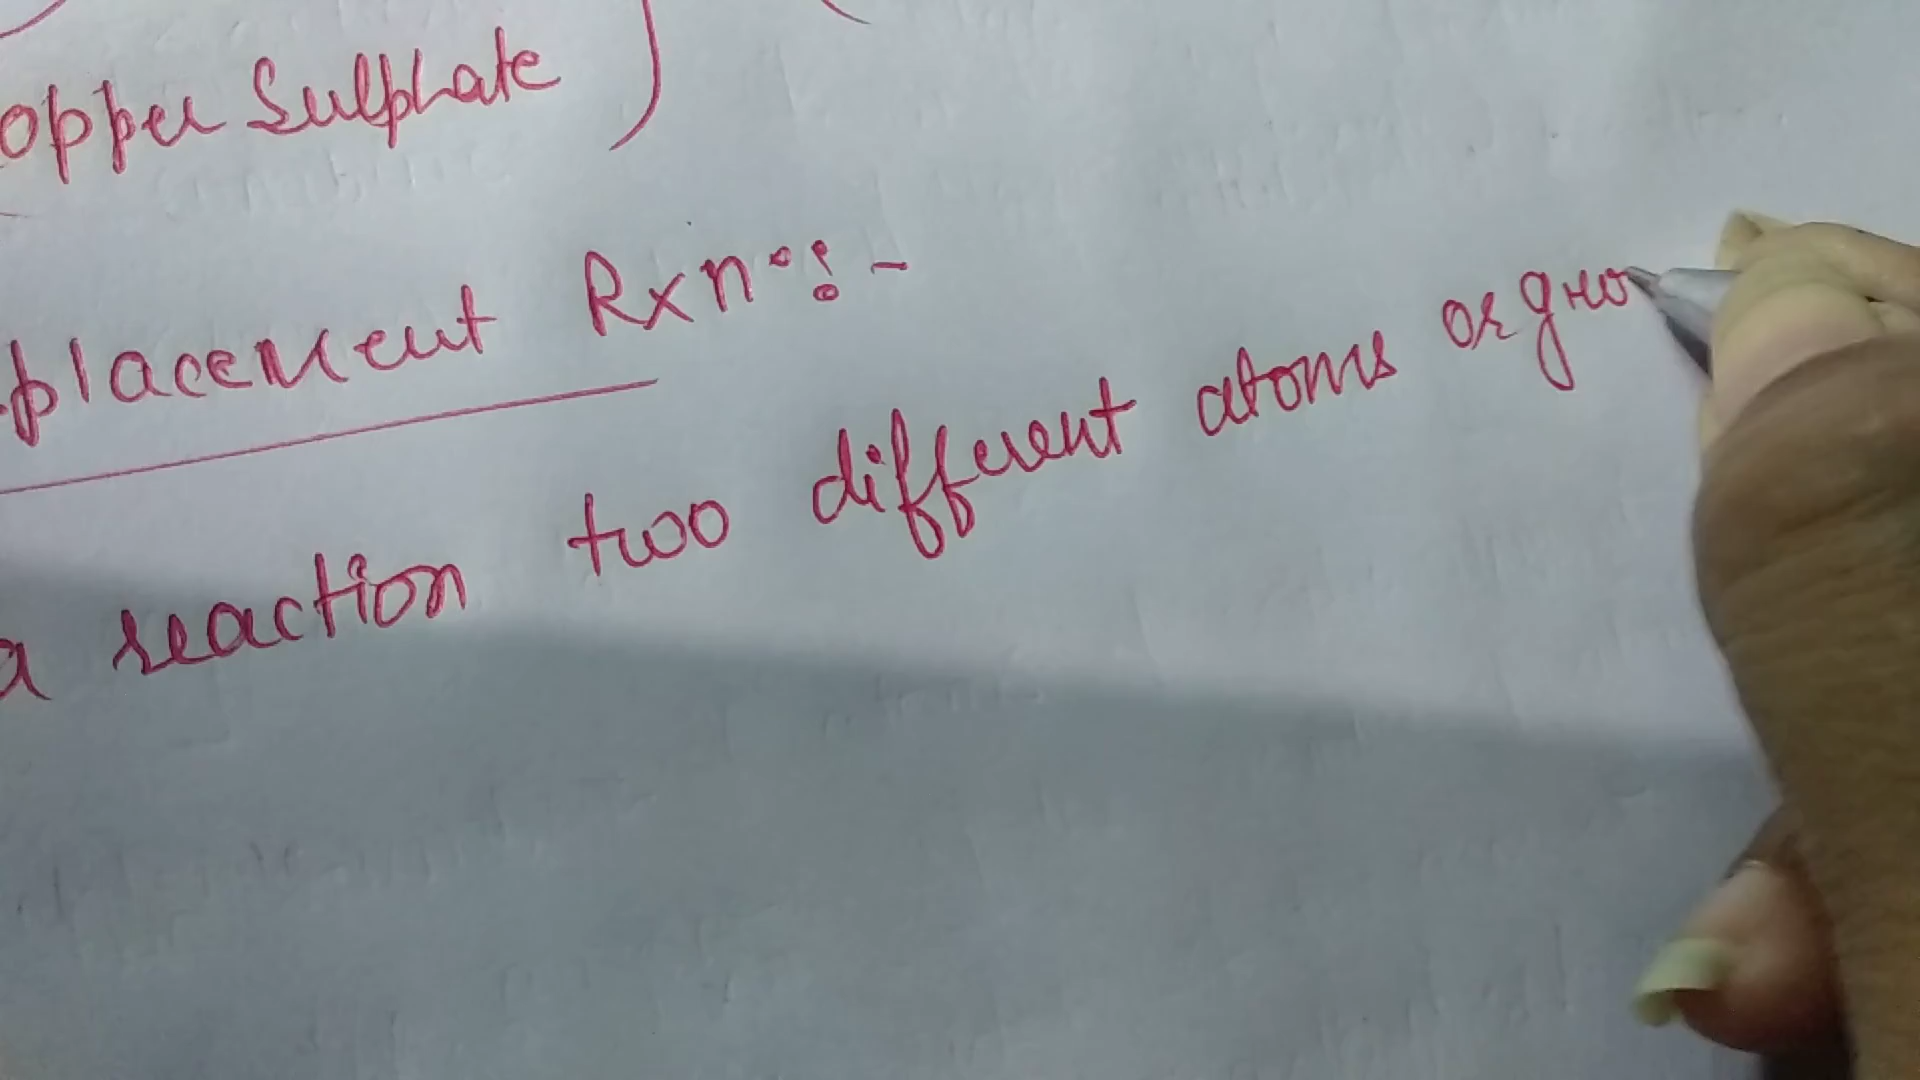 opper Sulphate)
placement Rxn.:-
a reaction two different atoms or gro